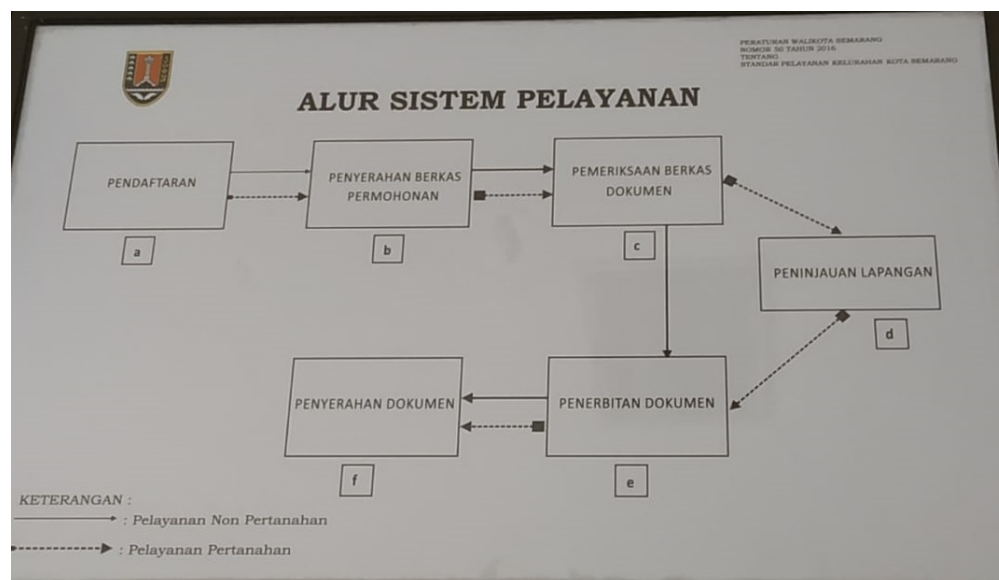 PERATURAN WALIKOTA SEMARANG
NOMOR 50 TAHUN 2016
TENTANG
STANDAR PELAYANAN KELURAHAN KOTA SEMARANG
ALUR SISTEM PELAYANAN
PENDAFTARAN
a
PENYERAHAN BERKAS
PERMOHONAN
b
PEMERIKSAAN BERKAS
DOKUMEN
c
PENINJAUAN LAPANGAN
d
PENERBITAN DOKUMEN
e
PENYERAHAN DOKUMEN
f
KETERANGAN :
: Pelayanan Non Pertanahan
: Pelayanan Pertanahan